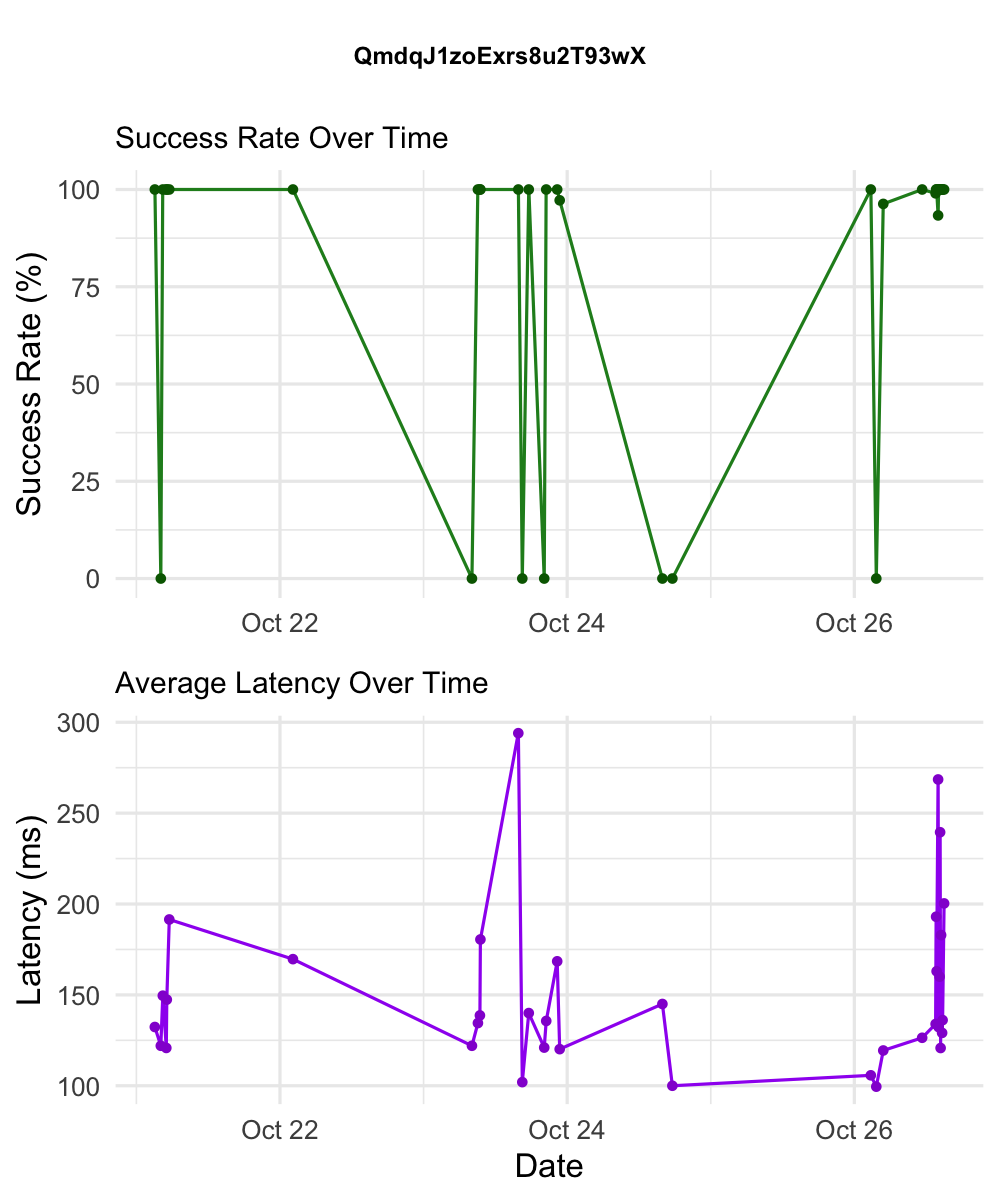 QmdqJ1zoExrs8u2T93wX
Success Rate Over Time
Success Rate (%)
100
75
50
25
0
Oct 22
Oct 24
Oct 26
Average Latency Over Time
Latency (ms)
300
250
200
150
100
Oct 22
Oct 24
Oct 26
Date